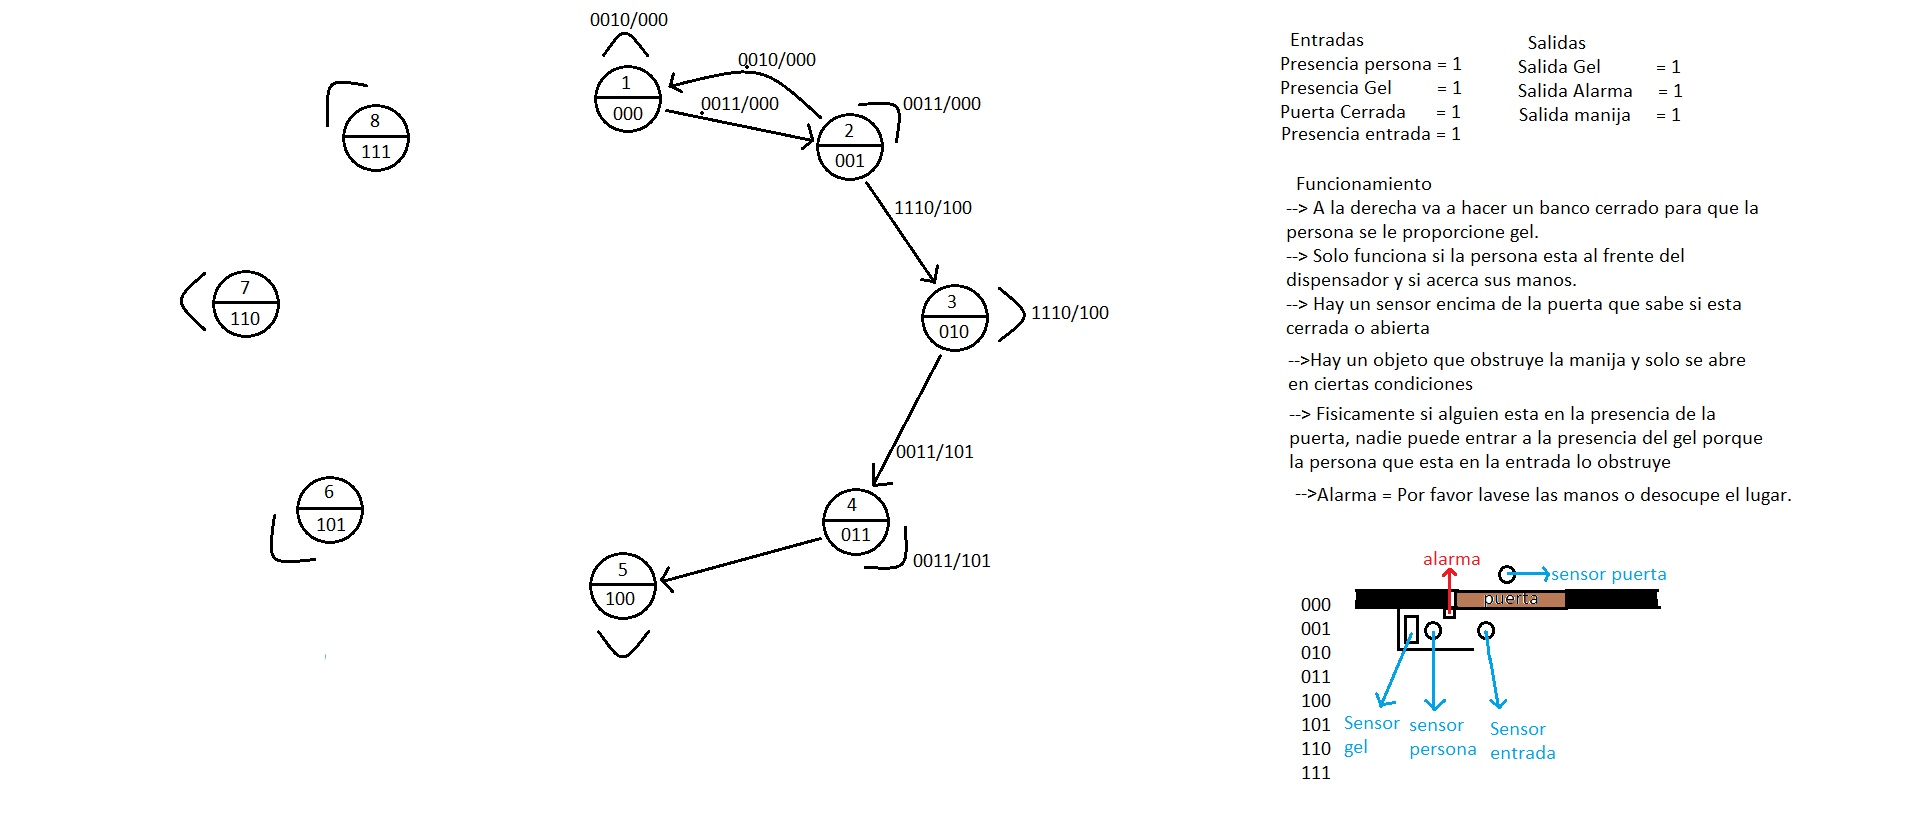 0010/000
1
000
0010/000
0011/000
2
001
0011/000
1110/100
3
010
1110/100
0011/101
4
011
0011/101
5
100
6
101
7
110
8
111
Entradas
Presencia persona = 1
Presencia Gel = 1
Puerta Cerrada = 1
Presencia entrada = 1
Salidas
Salida Gel = 1
Salida Alarma = 1
Salida manija = 1
Funcionamiento
--> A la derecha va a hacer un banco cerrado para que la
persona se le proporcione gel.
--> Solo funciona si la persona esta al frente del
dispensador y si acerca sus manos.
--> Hay un sensor encima de la puerta que sabe si esta
cerrada o abierta
-->Hay un objeto que obstruye la manija y solo se abre
en ciertas condiciones
--> Fisicamente si alguien esta en la presencia de la
puerta, nadie puede entrar a la presencia del gel porque
la persona que esta en la entrada lo obstruye
-->Alarma = Por favor lavese las manos o desocupe el lugar.
alarma
sensor puerta
puerta
000
001
010
011
100
101
110
111
Sensor
gel
sensor
persona
Sensor
entrada